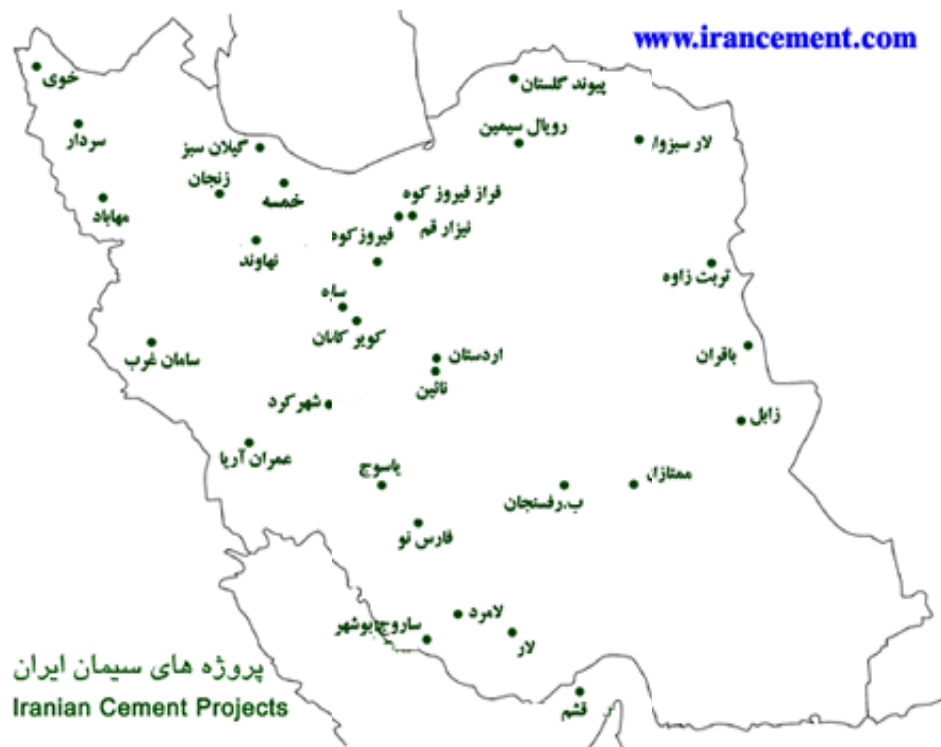 www.irancement.com
خوی
پیوند گلستان
سردار
رویال سیمین
لار سبزوار
گیلان سبز
زنجان
خمسه
فراز فیروز کوه
مهاباد
نیزار قم
فیروزکوه
نهاوند
تربت زاوه
ساوه
کویر کاشان
سامان غرب
اردستان
باقران
نائین
شهرکرد
زابل
عمران آریا
یاسوج
ممتازان
ب.رفسنجان
فارس نو
لامرد
ساروج بوشهر
لار
پروژه های سیمان ایران
Iranian Cement Projects
قشم